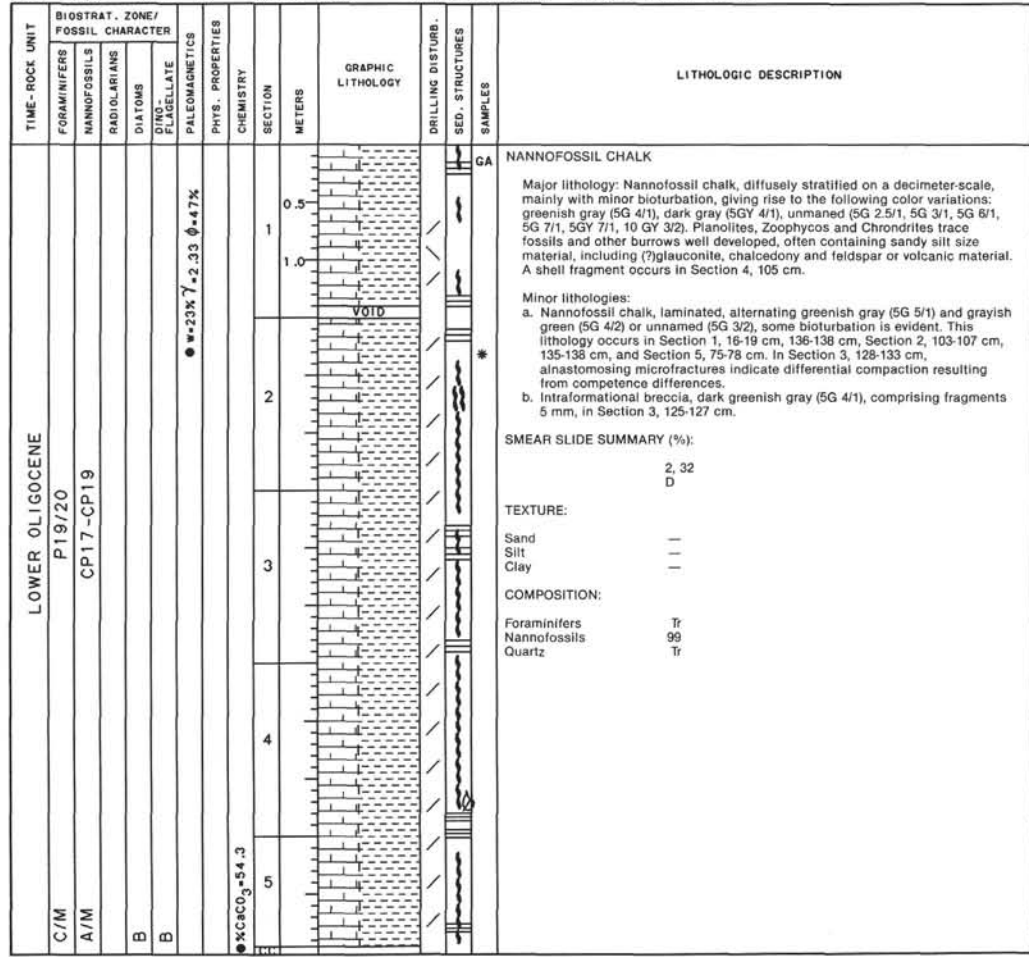 TIME-ROCK UNIT
BIOSTRAT. ZONE/
FOSSIL CHARACTER
FORAMINIFERS
NANNOFOSSILS
RADIOLARIANS
DIATOMS
DINO-
FLAGELLATE
PALEOMAGNETICS
PHYS. PROPERTIES
CHEMISTRY
SECTION
METERS
GRAPHIC
LITHOLOGY
DRILLING DISTURB.
SED. STRUCTURES
SAMPLES
LITHOLOGIC DESCRIPTION
LOWER OLIGOCENE
C/M P19/20
A/M CP17-CP19
B
B
●w=23% γ=2.33 φ=47%
●%CaCO3=54.3
1
2
3
4
5
CC
0.5
1.0
VOID
GA
*
NANNOFOSSIL CHALK
Major lithology: Nannofossil chalk, diffusely stratified on a decimeter-scale,
mainly with minor bioturbation, giving rise to the following color variations:
greenish gray (5G 4/1), dark gray (5GY 4/1), unmaned (5G 2.5/1, 5G 3/1, 5G 6/1,
5G 7/1, 5GY 7/1, 10 GY 3/2). Planolites, Zoophycos and Chrondrites trace
fossils and other burrows well developed, often containing sandy silt size
material, including (?)glauconite, chalcedony and feldspar or volcanic material.
A shell fragment occurs in Section 4, 105 cm.
Minor lithologies:
a. Nannofossil chalk, laminated, alternating greenish gray (5G 5/1) and grayish
green (5G 4/2) or unnamed (5G 3/2), some bioturbation is evident. This
lithology occurs in Section 1, 16-19 cm, 136-138 cm, Section 2, 103-107 cm,
135-138 cm, and Section 5, 75-78 cm. In Section 3, 128-133 cm,
alnastomosing microfractures indicate differential compaction resulting
from competence differences.
b. Intraformational breccia, dark greenish gray (5G 4/1), comprising fragments
5 mm, in Section 3, 125-127 cm.
SMEAR SLIDE SUMMARY (%):
2, 32
D
TEXTURE:
Sand —
Silt —
Clay —
COMPOSITION:
Foraminifers Tr
Nannofossils 99
Quartz Tr